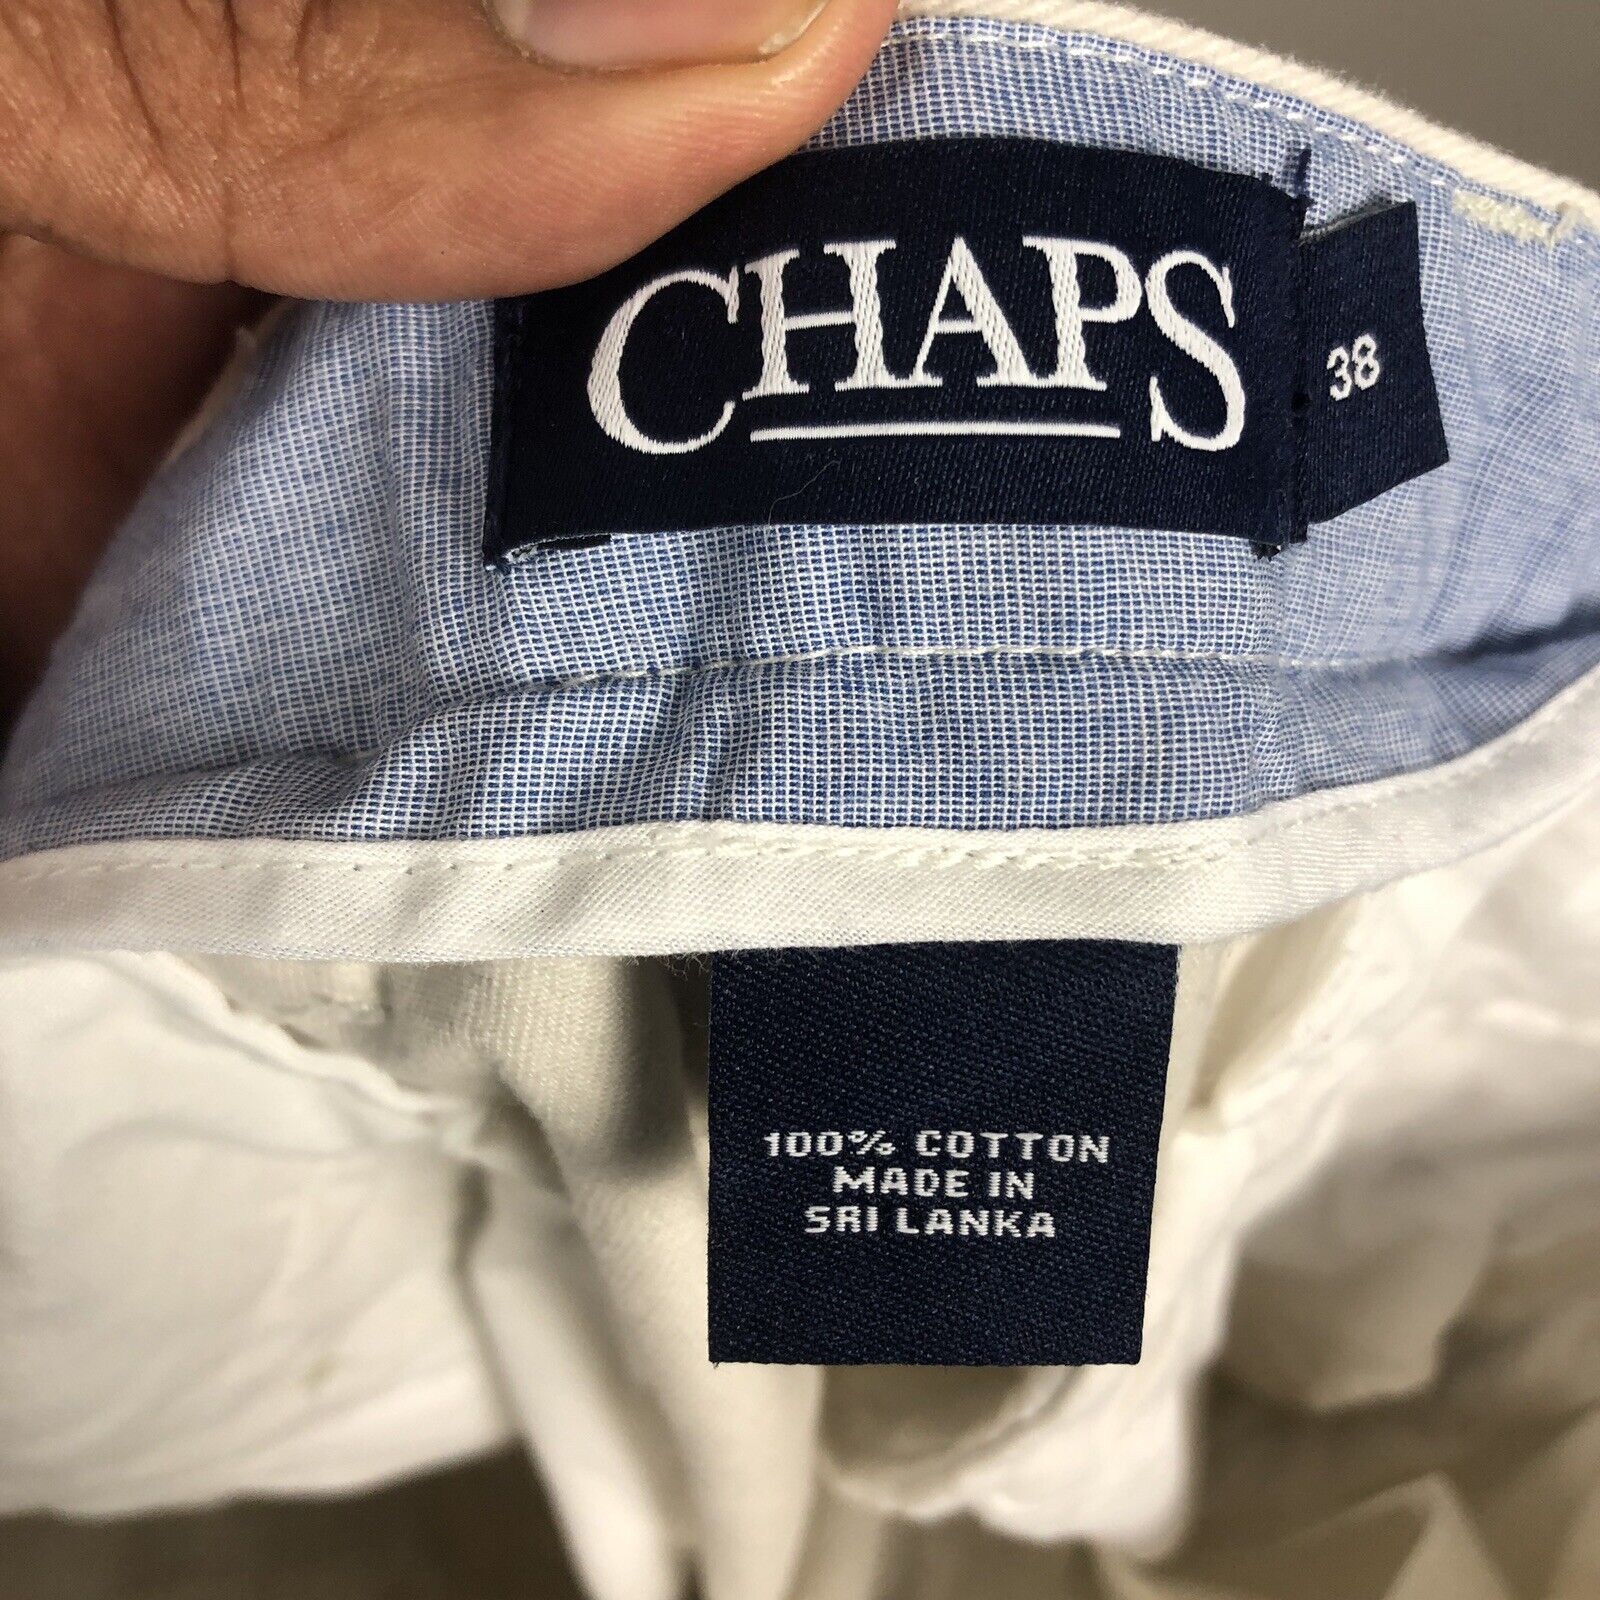 CHAPS
38
100% COTTON
MADE IN
SRI LANKA